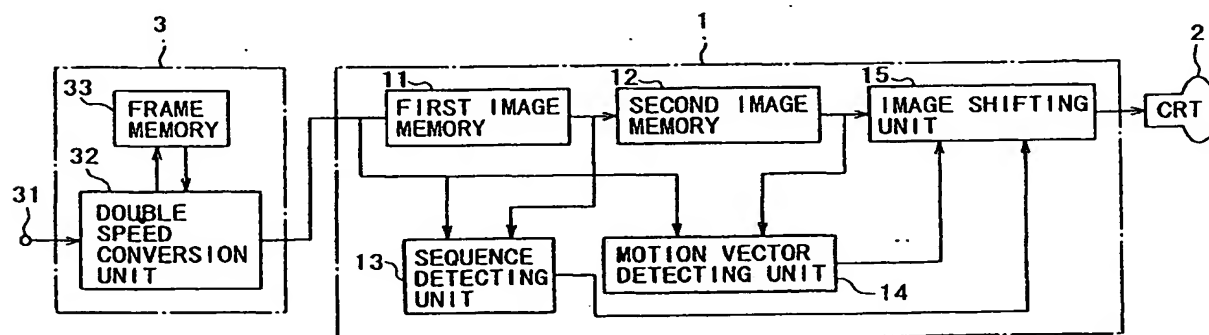 3
1
2
33
FRAME
MEMORY
11
FIRST IMAGE
MEMORY
12
SECOND IMAGE
MEMORY
15
IMAGE SHIFTING
UNIT
CRT
31
32
DOUBLE
SPEED
CONVERSION
UNIT
13
SEQUENCE
DETECTING
UNIT
MOTION VECTOR
DETECTING UNIT
14